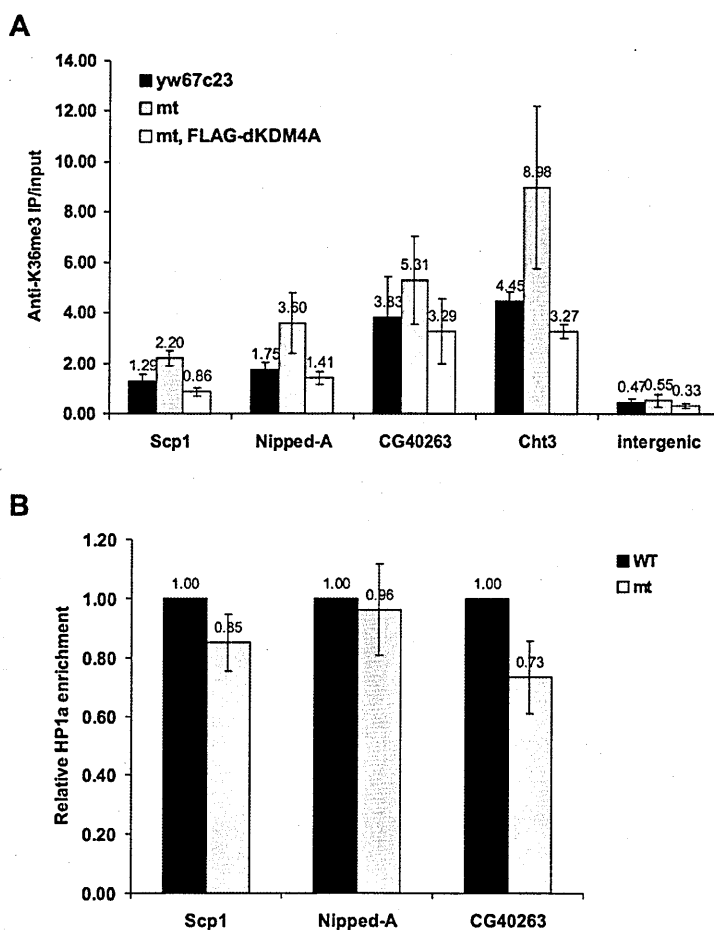 A
14.00
12.00
10.00
8.00
6.00
4.00
2.00
0.00
Anti-K36me3 IP/input
yw67c23
mt
mt, FLAG-dKDM4A
1.29 2.20 0.86
1.75 3.60 1.41
3.83 5.31 3.29
4.45 8.98 3.27
0.47 0.55 0.33
Scp1 Nipped-A CG40263 Cht3 intergenic
B
1.20
1.00
0.80
0.60
0.40
0.20
0.00
Relative HP1a enrichment
WT
mt
1.00 0.85
1.00 0.96
1.00 0.73
Scp1 Nipped-A CG40263